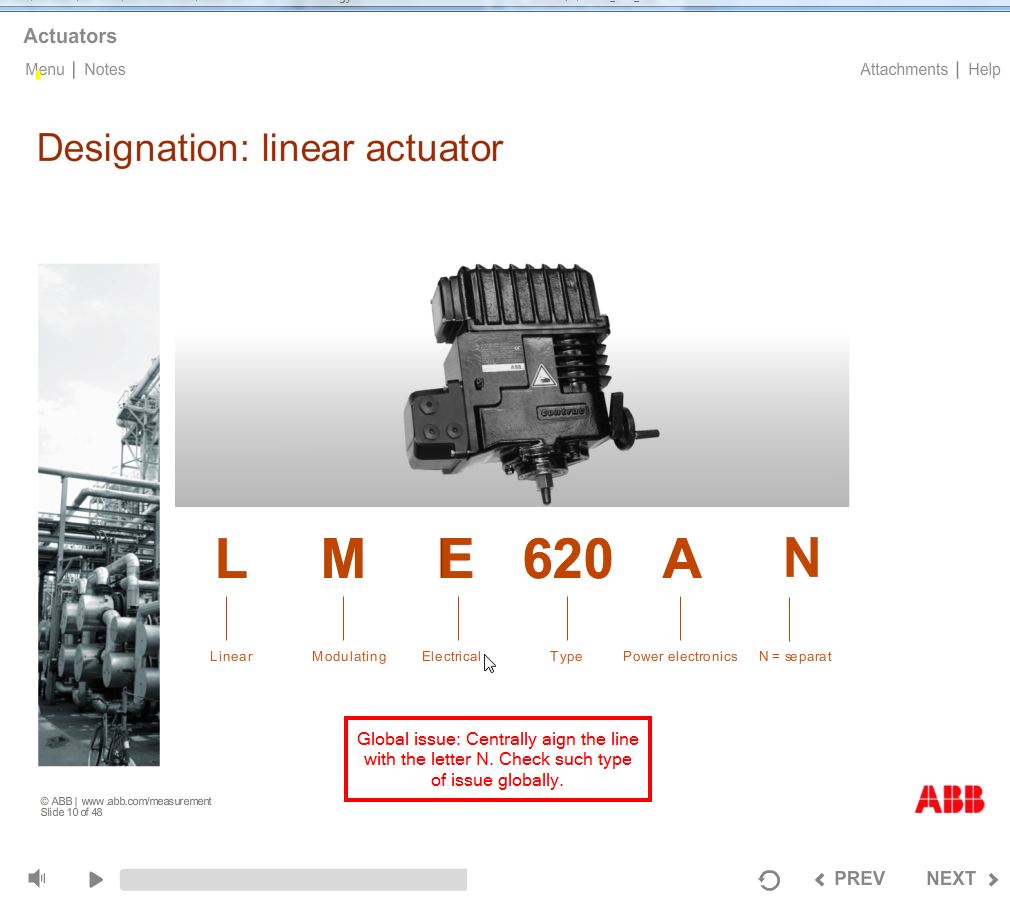 Actuators
Menu | Notes
Attachments | Help
Designation: linear actuator
ABB
contrac
L M E 620 A N
Linear Modulating Electrical Type Power electronics N = separat
Global issue: Centrally aign the line
with the letter N. Check such type
of issue globally.
© ABB | www.abb.com/measurement
Slide 10 of 48
ABB
PREV NEXT